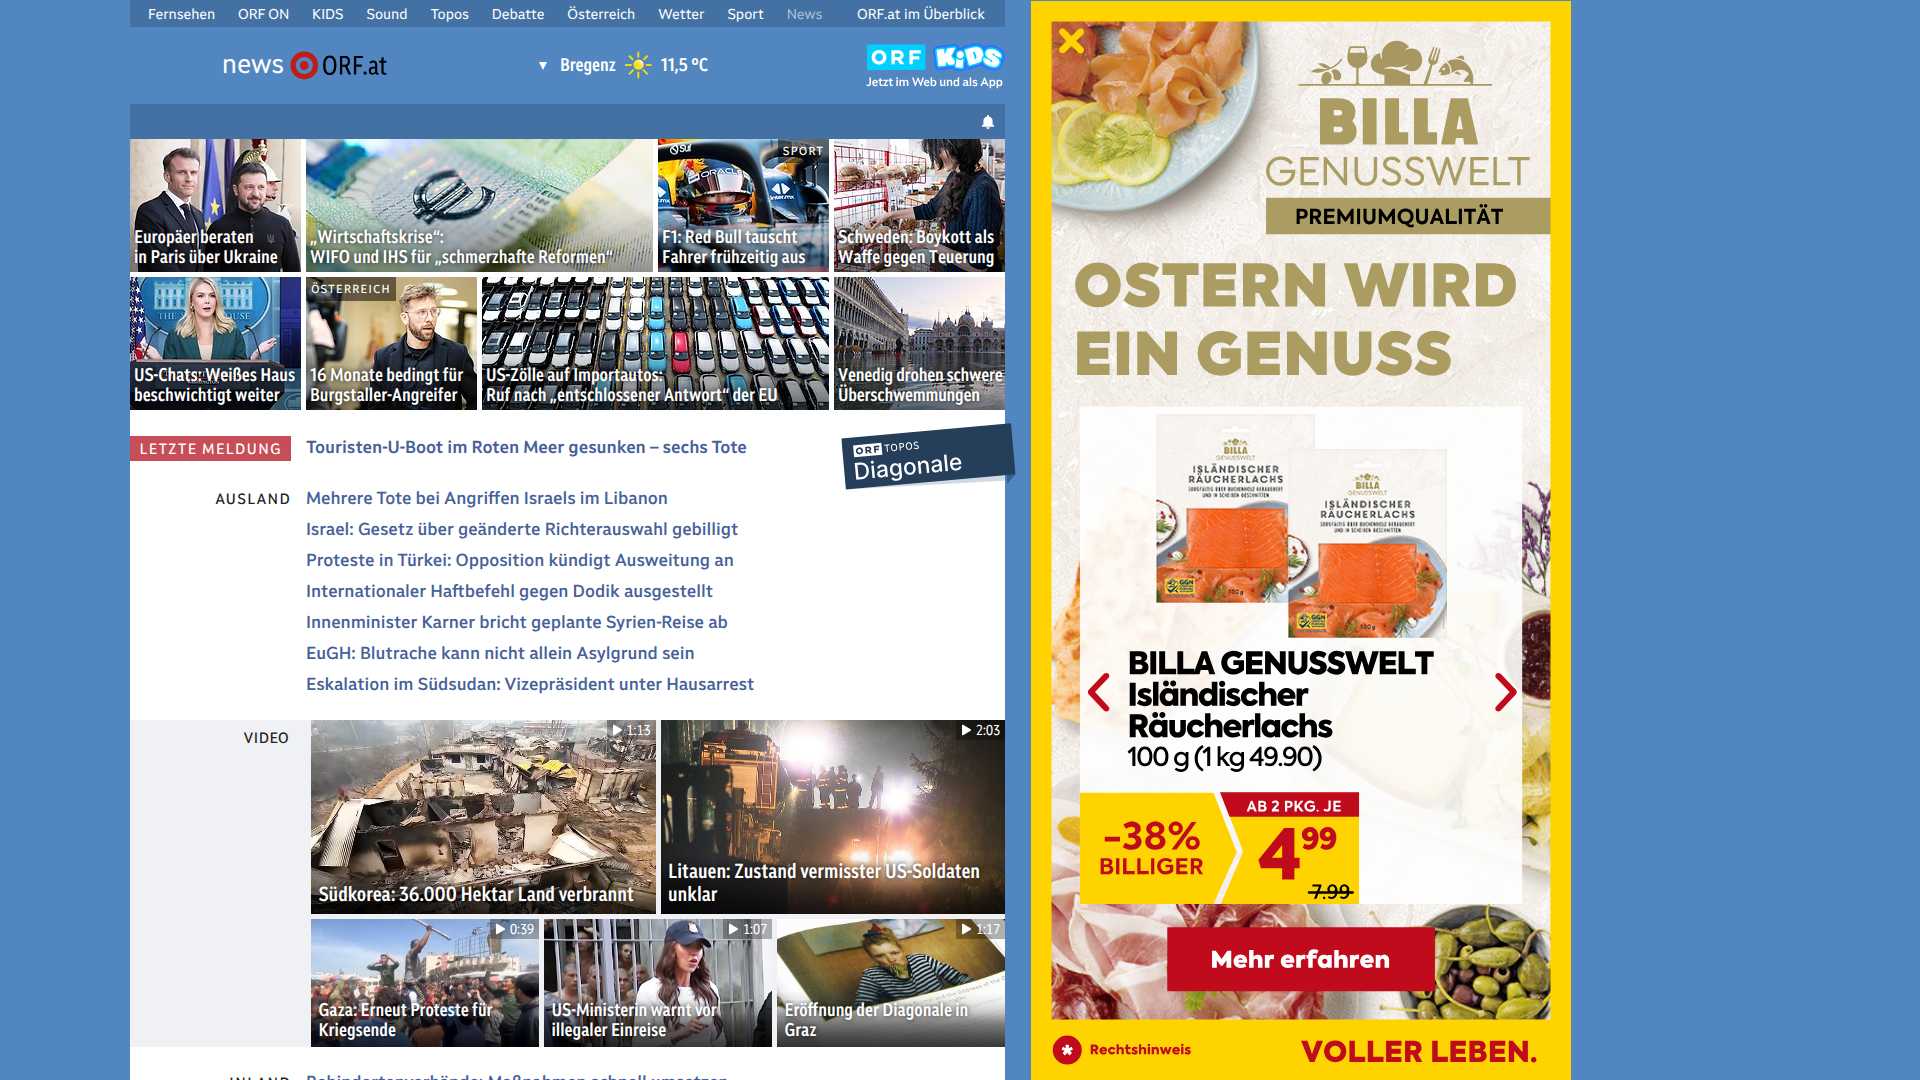 Fernsehen ORF ON KIDS Sound Topos Debatte Österreich Wetter Sport News ORF.at im Überblick
news ORF.at
▼ Bregenz 11,5 °C
ORF KiDS
Jetzt im Web und als App
Europäer beraten
in Paris über Ukraine
„Wirtschaftskrise“:
WIFO und IHS für „schmerzhafte Reformen“
SPORT
F1: Red Bull tauscht
Fahrer frühzeitig aus
Schweden: Boykott als
Waffe gegen Teuerung
US-Chats: Weißes Haus
beschwichtigt weiter
ÖSTERREICH
16 Monate bedingt für
Burgstaller-Angreifer
US-Zölle auf Importautos:
Ruf nach „entschlossener Antwort“ der EU
Venedig drohen schwere
Überschwemmungen
LETZTE MELDUNG
Touristen-U-Boot im Roten Meer gesunken – sechs Tote
ORF TOPOS
Diagonale
AUSLAND
Mehrere Tote bei Angriffen Israels im Libanon
Israel: Gesetz über geänderte Richterauswahl gebilligt
Proteste in Türkei: Opposition kündigt Ausweitung an
Internationaler Haftbefehl gegen Dodik ausgestellt
Innenminister Karner bricht geplante Syrien-Reise ab
EuGH: Blutrache kann nicht allein Asylgrund sein
Eskalation im Südsudan: Vizepräsident unter Hausarrest
VIDEO
1:13
Südkorea: 36.000 Hektar Land verbrannt
2:03
Litauen: Zustand vermisster US-Soldaten
unklar
0:39
Gaza: Erneut Proteste für
Kriegsende
1:07
US-Ministerin warnt vor
illegaler Einreise
1:17
Eröffnung der Diagonale in
Graz
INLAND
Behindertenverbände: Maßnahmen schnell umsetzen
BILLA
GENUSSWELT
PREMIUMQUALITÄT
OSTERN WIRD
EIN GENUSS
BILLA
GENUSSWELT
ISLÄNDISCHER
RÄUCHERLACHS
BILLA
GENUSSWELT
ISLÄNDISCHER
RÄUCHERLACHS
BILLA GENUSSWELT
Isländischer
Räucherlachs
100 g (1 kg 49.90)
-38%
BILLIGER
AB 2 PKG. JE
4 99
7.99
Mehr erfahren
* Rechtshinweis
VOLLER LEBEN.